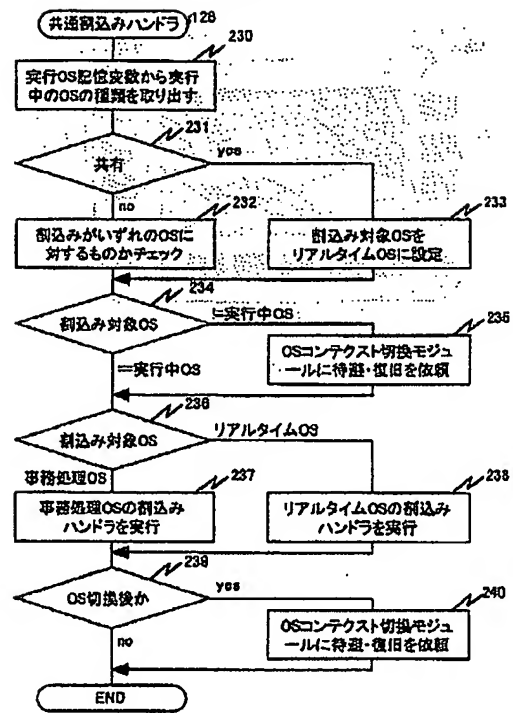 共通割込みハンドラ
128
230
実行OS記憶変数から実行
中のOSの種類を取り出す
231
共有
yes
no
232
割込みがいずれのOSに
対するものかチェック
233
割込み対象OSを
リアルタイムOSに設定
234
割込み対象OS
!=実行中OS
235
OSコンテクスト切換モジュ
ールに待避・復旧を依頼
==実行中OS
236
割込み対象OS
リアルタイムOS
事務処理OS
237
事務処理OSの割込み
ハンドラを実行
238
リアルタイムOSの割込み
ハンドラを実行
239
OS切換後か
yes
no
240
OSコンテクスト切換モジュ
ールに待避・復旧を依頼
END